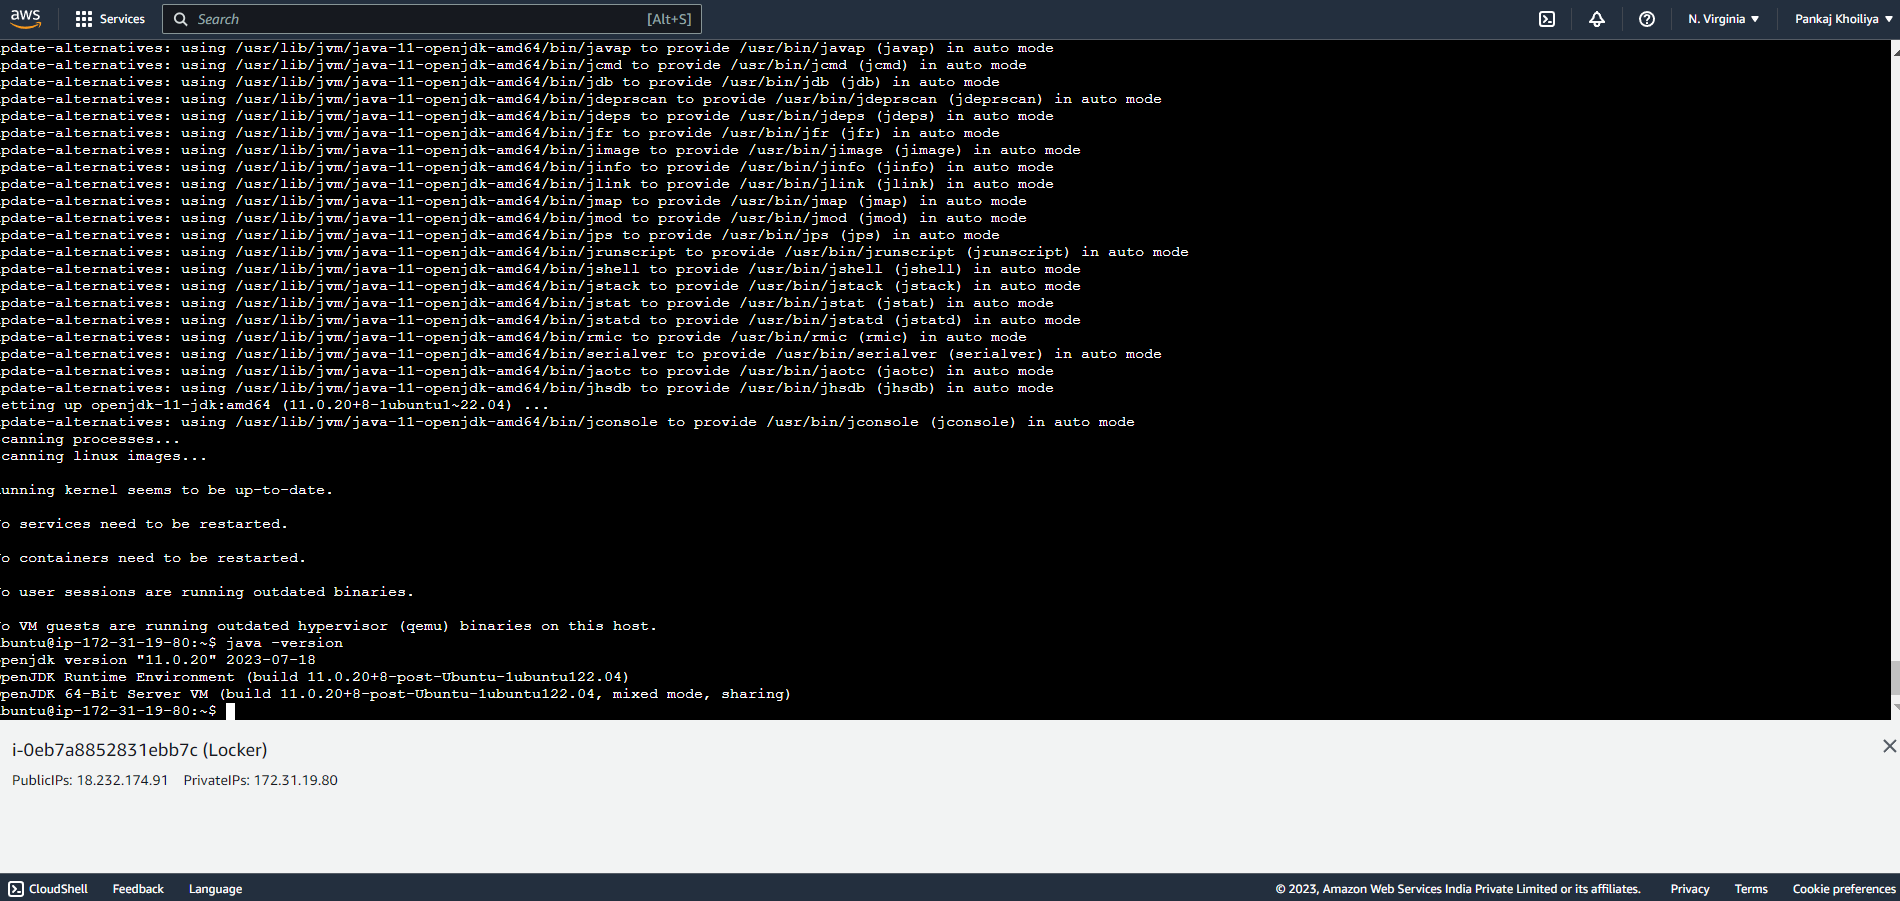 aws Services Search [Alt+S] N. Virginia Pankaj Khoiliya
pdate-alternatives: using /usr/lib/jvm/java-11-openjdk-amd64/bin/javap to provide /usr/bin/javap (javap) in auto mode
pdate-alternatives: using /usr/lib/jvm/java-11-openjdk-amd64/bin/jcmd to provide /usr/bin/jcmd (jcmd) in auto mode
pdate-alternatives: using /usr/lib/jvm/java-11-openjdk-amd64/bin/jdb to provide /usr/bin/jdb (jdb) in auto mode
pdate-alternatives: using /usr/lib/jvm/java-11-openjdk-amd64/bin/jdeprscan to provide /usr/bin/jdeprscan (jdeprscan) in auto mode
pdate-alternatives: using /usr/lib/jvm/java-11-openjdk-amd64/bin/jdeps to provide /usr/bin/jdeps (jdeps) in auto mode
pdate-alternatives: using /usr/lib/jvm/java-11-openjdk-amd64/bin/jfr to provide /usr/bin/jfr (jfr) in auto mode
pdate-alternatives: using /usr/lib/jvm/java-11-openjdk-amd64/bin/jimage to provide /usr/bin/jimage (jimage) in auto mode
pdate-alternatives: using /usr/lib/jvm/java-11-openjdk-amd64/bin/jinfo to provide /usr/bin/jinfo (jinfo) in auto mode
pdate-alternatives: using /usr/lib/jvm/java-11-openjdk-amd64/bin/jlink to provide /usr/bin/jlink (jlink) in auto mode
pdate-alternatives: using /usr/lib/jvm/java-11-openjdk-amd64/bin/jmap to provide /usr/bin/jmap (jmap) in auto mode
pdate-alternatives: using /usr/lib/jvm/java-11-openjdk-amd64/bin/jmod to provide /usr/bin/jmod (jmod) in auto mode
pdate-alternatives: using /usr/lib/jvm/java-11-openjdk-amd64/bin/jps to provide /usr/bin/jps (jps) in auto mode
pdate-alternatives: using /usr/lib/jvm/java-11-openjdk-amd64/bin/jrunscript to provide /usr/bin/jrunscript (jrunscript) in auto mode
pdate-alternatives: using /usr/lib/jvm/java-11-openjdk-amd64/bin/jshell to provide /usr/bin/jshell (jshell) in auto mode
pdate-alternatives: using /usr/lib/jvm/java-11-openjdk-amd64/bin/jstack to provide /usr/bin/jstack (jstack) in auto mode
pdate-alternatives: using /usr/lib/jvm/java-11-openjdk-amd64/bin/jstat to provide /usr/bin/jstat (jstat) in auto mode
pdate-alternatives: using /usr/lib/jvm/java-11-openjdk-amd64/bin/jstatd to provide /usr/bin/jstatd (jstatd) in auto mode
pdate-alternatives: using /usr/lib/jvm/java-11-openjdk-amd64/bin/rmic to provide /usr/bin/rmic (rmic) in auto mode
pdate-alternatives: using /usr/lib/jvm/java-11-openjdk-amd64/bin/serialver to provide /usr/bin/serialver (serialver) in auto mode
pdate-alternatives: using /usr/lib/jvm/java-11-openjdk-amd64/bin/jaotc to provide /usr/bin/jaotc (jaotc) in auto mode
pdate-alternatives: using /usr/lib/jvm/java-11-openjdk-amd64/bin/jhsdb to provide /usr/bin/jhsdb (jhsdb) in auto mode
etting up openjdk-11-jdk:amd64 (11.0.20+8-1ubuntu1~22.04) ...
pdate-alternatives: using /usr/lib/jvm/java-11-openjdk-amd64/bin/jconsole to provide /usr/bin/jconsole (jconsole) in auto mode
canning processes...
canning linux images...
unning kernel seems to be up-to-date.
o services need to be restarted.
o containers need to be restarted.
o user sessions are running outdated binaries.
o VM guests are running outdated hypervisor (qemu) binaries on this host.
buntu@ip-172-31-19-80:~$ java -version
penjdk version "11.0.20" 2023-07-18
penJDK Runtime Environment (build 11.0.20+8-post-Ubuntu-1ubuntu122.04)
penJDK 64-Bit Server VM (build 11.0.20+8-post-Ubuntu-1ubuntu122.04, mixed mode, sharing)
buntu@ip-172-31-19-80:~$
i-0eb7a8852831ebb7c (Locker)
PublicIPs: 18.232.174.91 PrivateIPs: 172.31.19.80
CloudShell Feedback Language © 2023, Amazon Web Services India Private Limited or its affiliates. Privacy Terms Cookie preferences